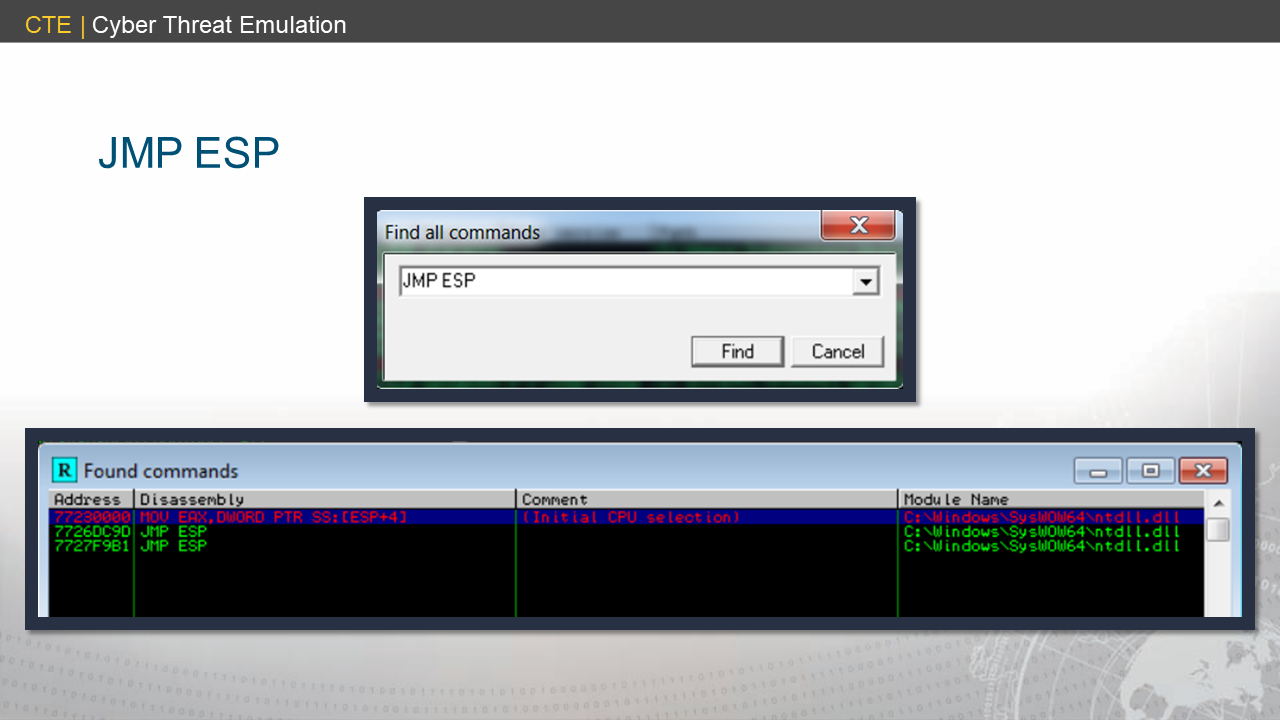 CTE | Cyber Threat Emulation
JMP ESP
Find all commands
JMP ESP
Find Cancel
R Found commands
Address Disassembly Comment Module Name
77230000 MOV EAX,DWORD PTR SS:[ESP+4] (Initial CPU selection) C:\Windows\SysWOW64\ntdll.dll
7726DC9D JMP ESP C:\Windows\SysWOW64\ntdll.dll
7727F9B1 JMP ESP C:\Windows\SysWOW64\ntdll.dll